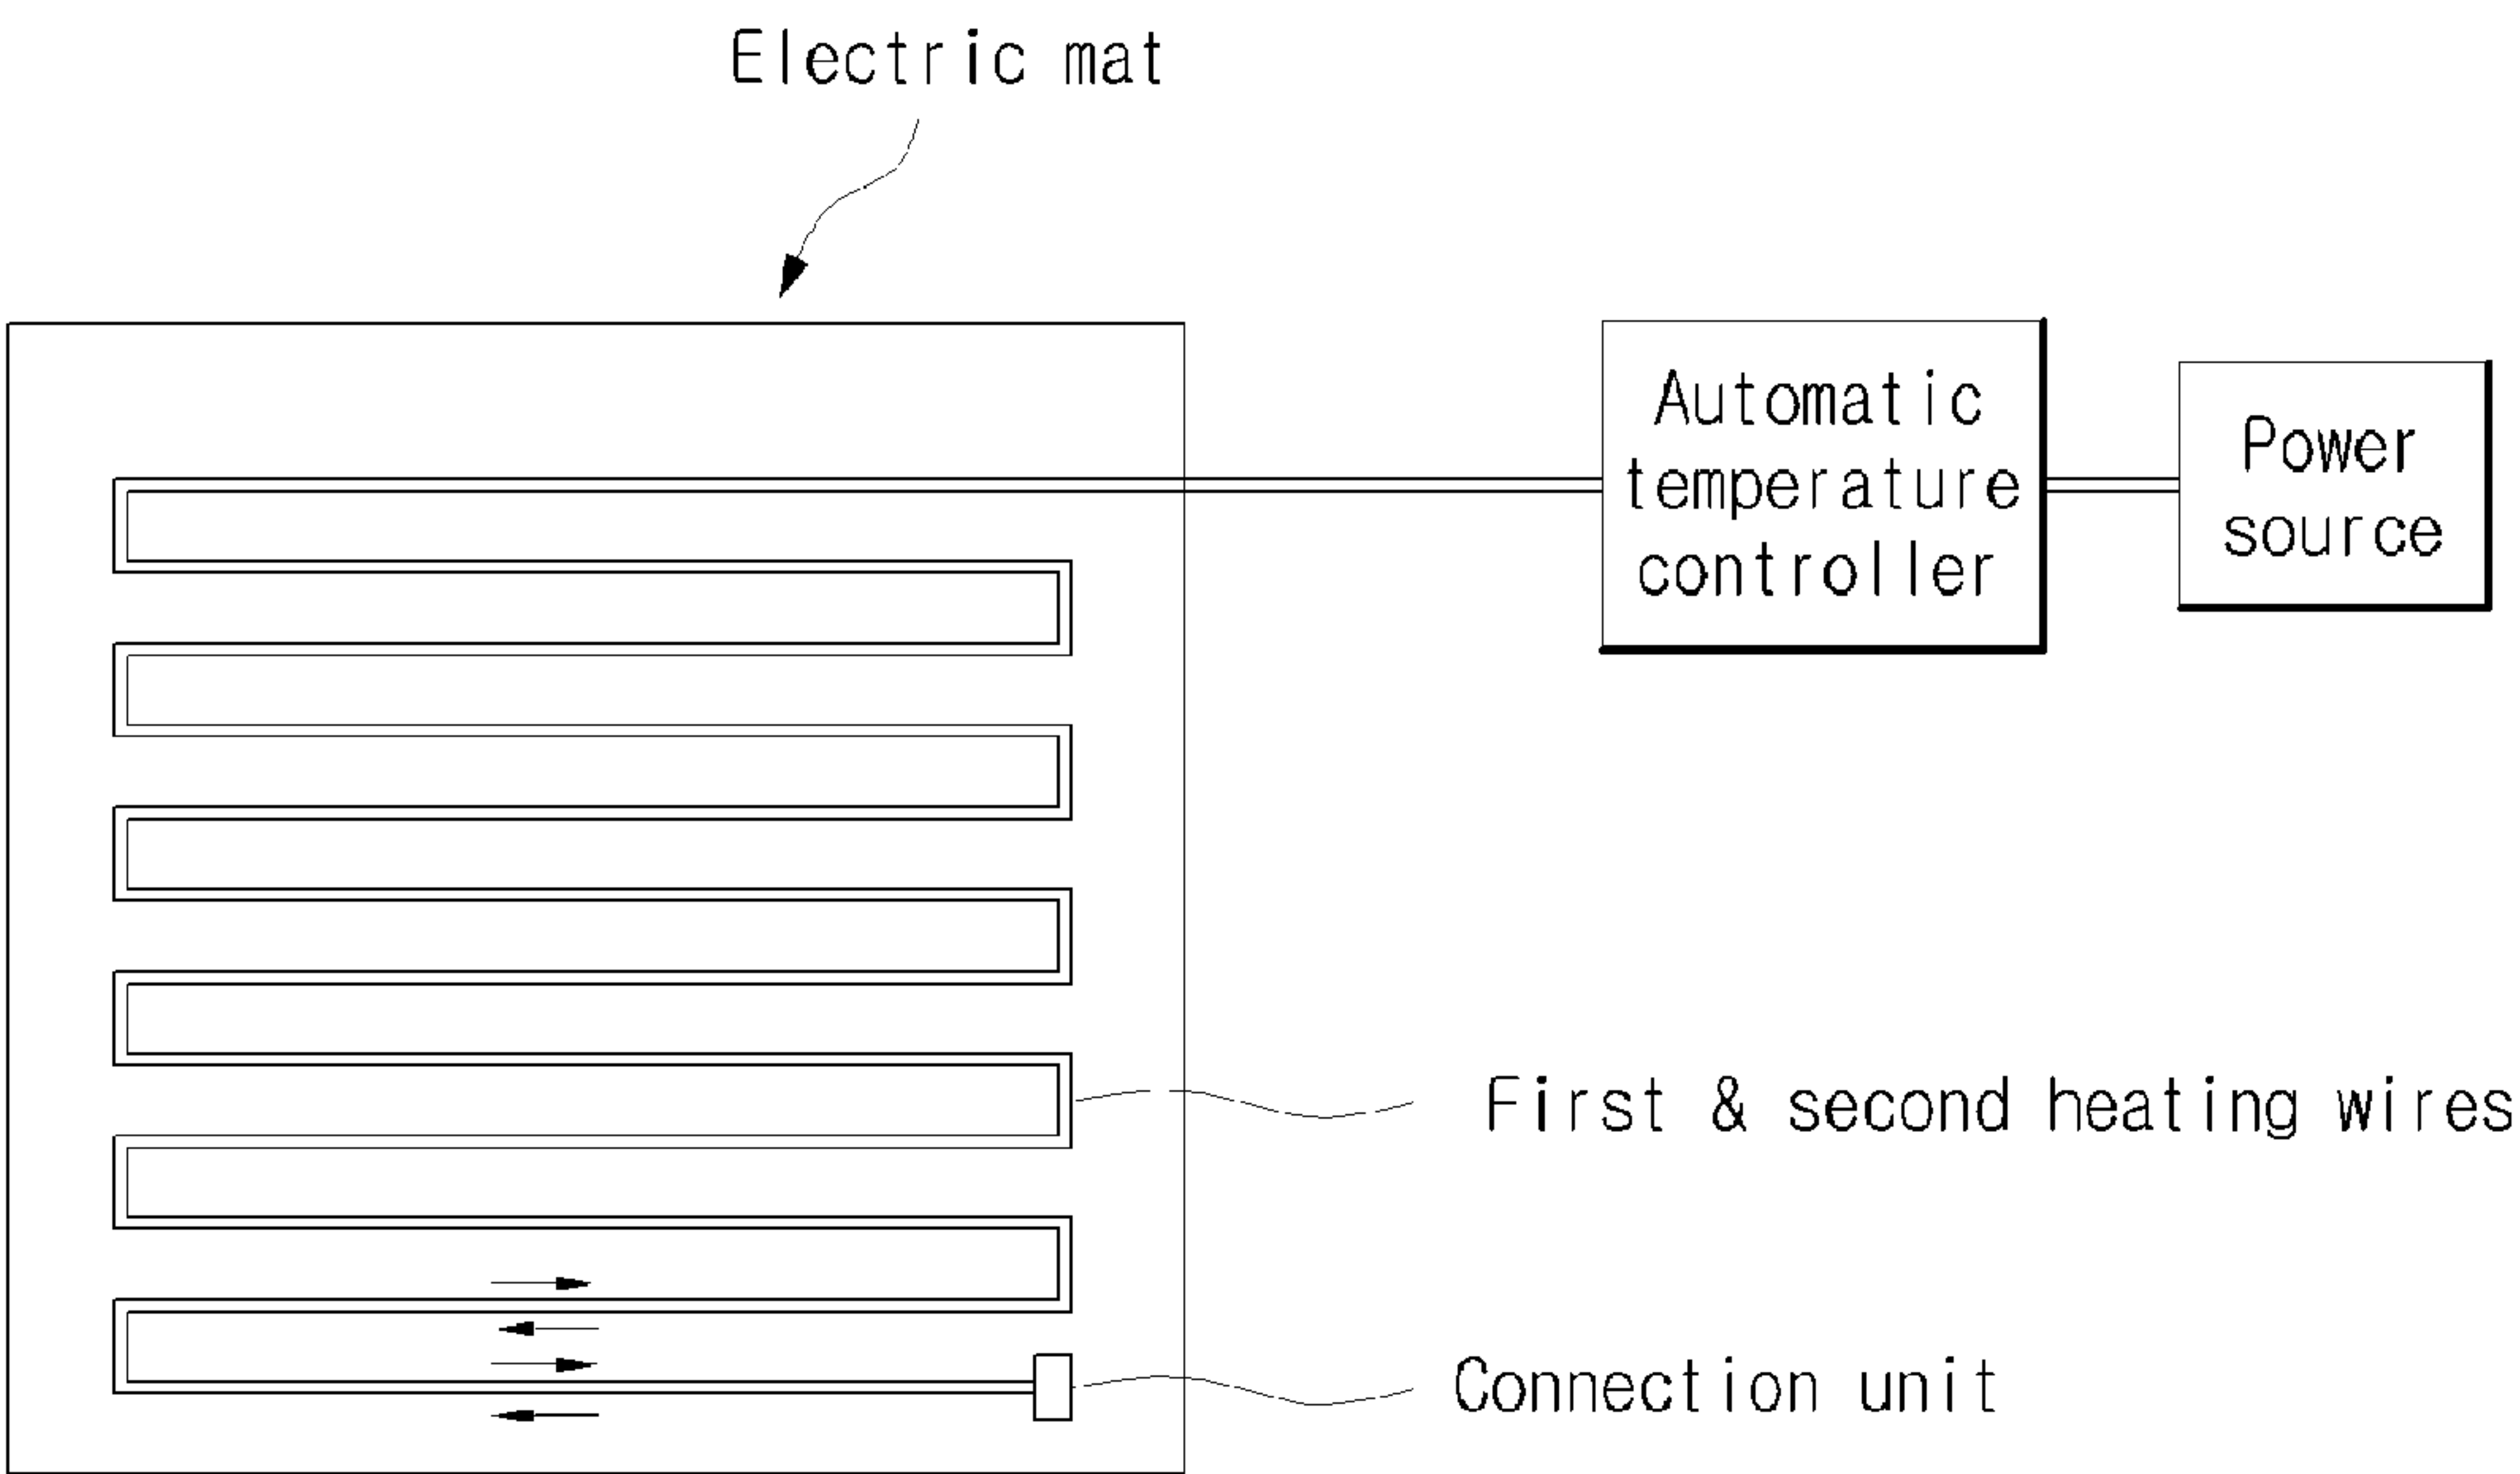 Electric mat
Automatic
temperature
controller
Power
source
First & second heating wires
Connection unit